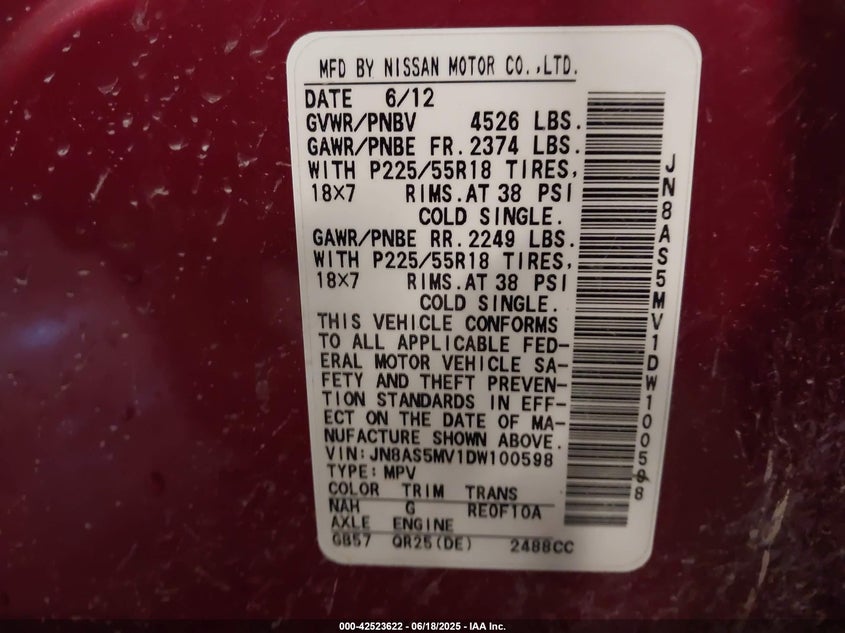 MFD BY NISSAN MOTOR CO.,LTD.
DATE 6/12
GVWR/PNBV 4526 LBS.
GAWR/PNBE FR. 2374 LBS.
WITH P225/55R18 TIRES,
18X7 RIMS.AT 38 PSI
COLD SINGLE.
GAWR/PNBE RR. 2249 LBS.
WITH P225/55R18 TIRES,
18X7 RIMS.AT 38 PSI
COLD SINGLE.
THIS VEHICLE CONFORMS
TO ALL APPLICABLE FED-
ERAL MOTOR VEHICLE SA-
FETY AND THEFT PREVEN-
TION STANDARDS IN EFF-
ECT ON THE DATE OF MA-
NUFACTURE SHOWN ABOVE.
VIN:JN8AS5MV1DW100598
TYPE:MPV
COLOR TRIM TRANS
NAH G RE0F10A
AXLE ENGINE
GB57 QR25(DE) 2488CC
JN8AS5MV1DW100598
000-42523622 - 06/18/2025 - IAA Inc.